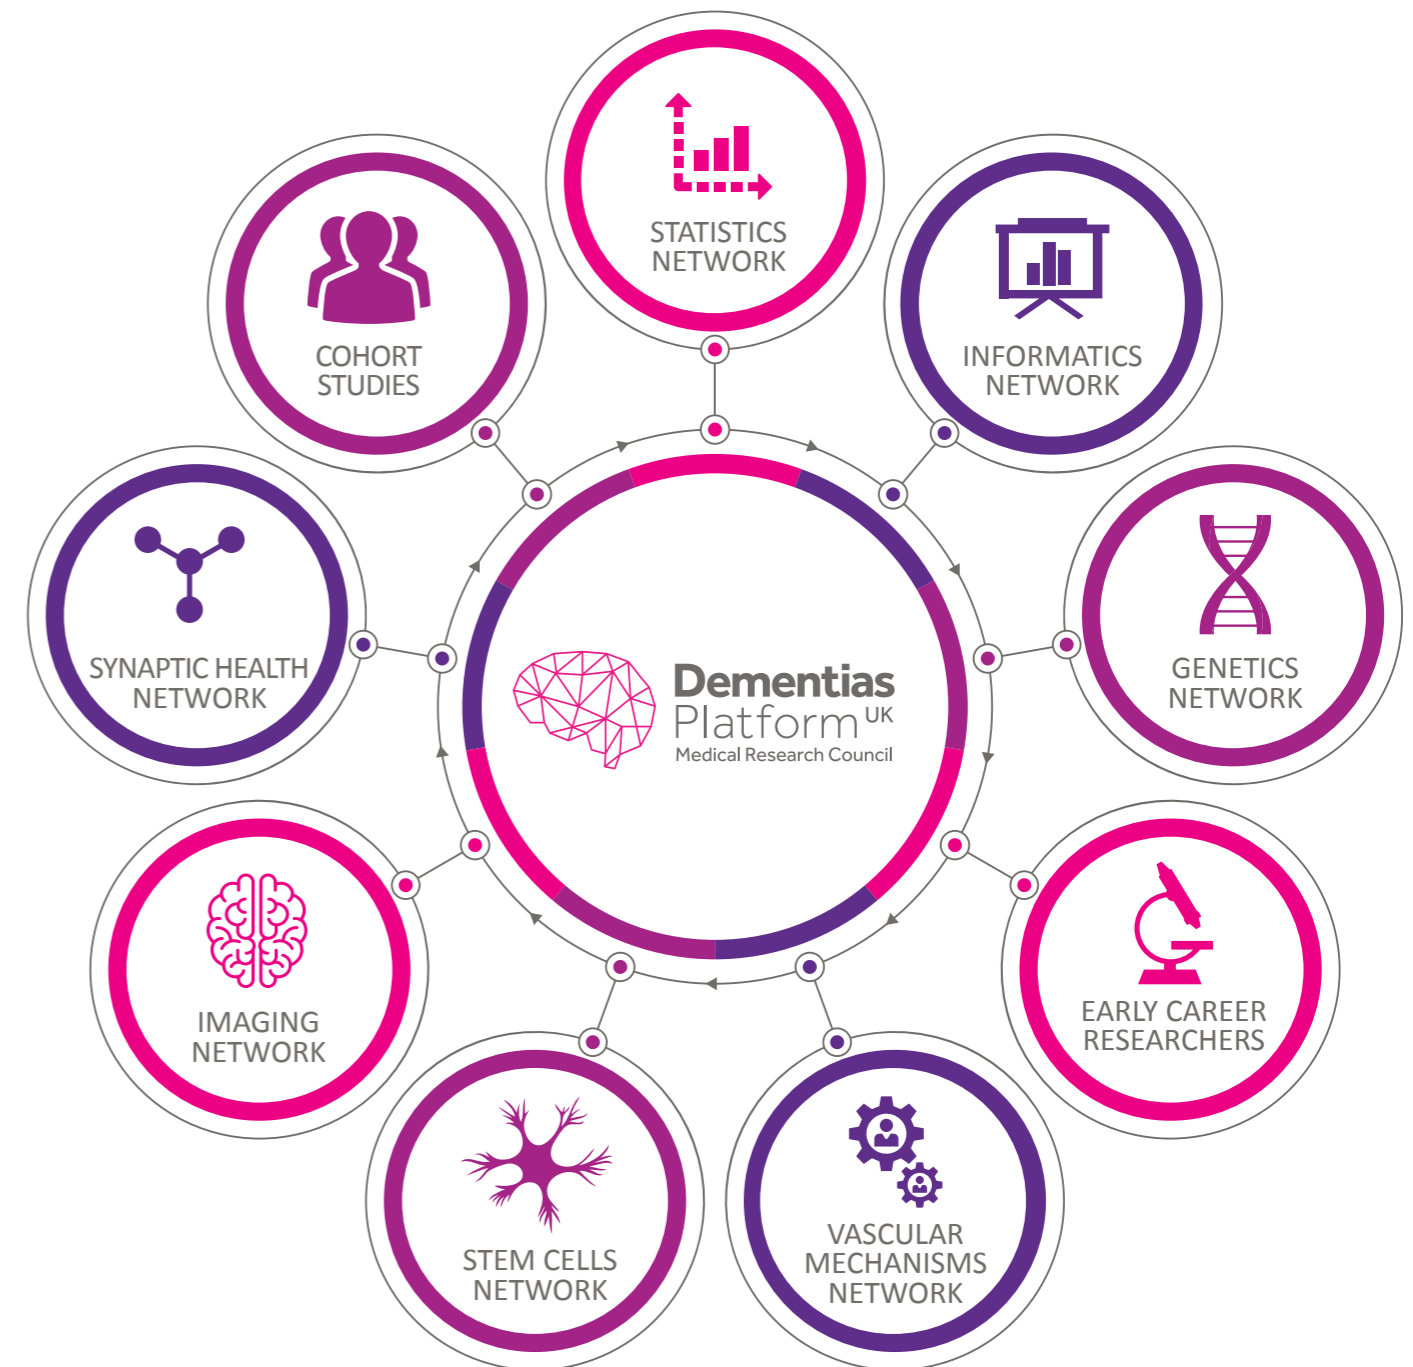 STATISTICS
NETWORK
INFORMATICS
NETWORK
GENETICS
NETWORK
EARLY CAREER
RESEARCHERS
VASCULAR
MECHANISMS
NETWORK
STEM CELLS
NETWORK
IMAGING
NETWORK
SYNAPTIC HEALTH
NETWORK
COHORT
STUDIES
Dementias
Platform UK
Medical Research Council